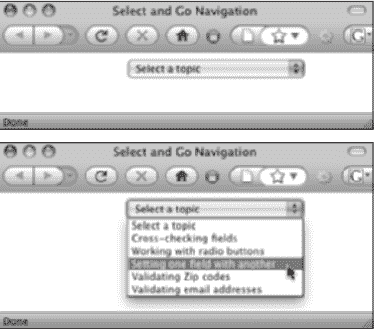 Select and Go Navigation
Select a topic
Done
Select and Go Navigation
Select a topic
Select a topic
Cross-checking fields
Working with radio buttons
Setting one field with another
Validating Zip codes
Validating email addresses
Done